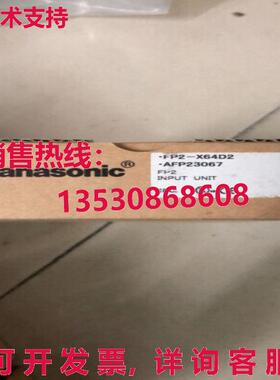 术支持
销售热线：
·FP2-X64D2
·AFP23067
FP2
INPUT UNIT
anasonic®
13530868608
可开发票，详询客服